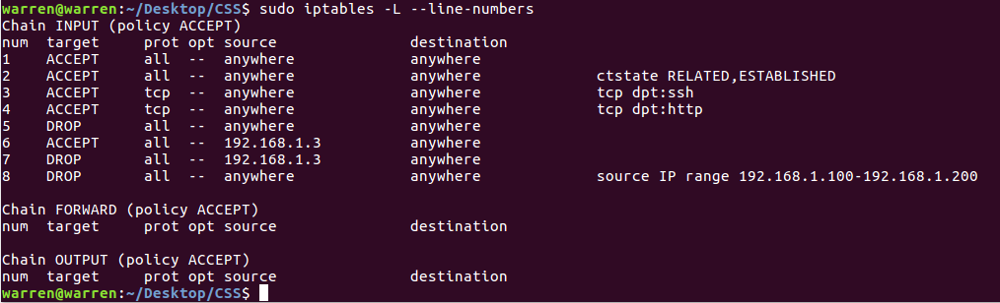 warren@warren:~/Desktop/CSS$ sudo iptables -L --line-numbers
Chain INPUT (policy ACCEPT)
num  target     prot opt source               destination
1    ACCEPT     all  --  anywhere             anywhere
2    ACCEPT     all  --  anywhere             anywhere             ctstate RELATED,ESTABLISHED
3    ACCEPT     tcp  --  anywhere             anywhere             tcp dpt:ssh
4    ACCEPT     tcp  --  anywhere             anywhere             tcp dpt:http
5    DROP       all  --  anywhere             anywhere
6    ACCEPT     all  --  192.168.1.3          anywhere
7    DROP       all  --  192.168.1.3          anywhere
8    DROP       all  --  anywhere             anywhere             source IP range 192.168.1.100-192.168.1.200

Chain FORWARD (policy ACCEPT)
num  target     prot opt source               destination

Chain OUTPUT (policy ACCEPT)
num  target     prot opt source               destination
warren@warren:~/Desktop/CSS$